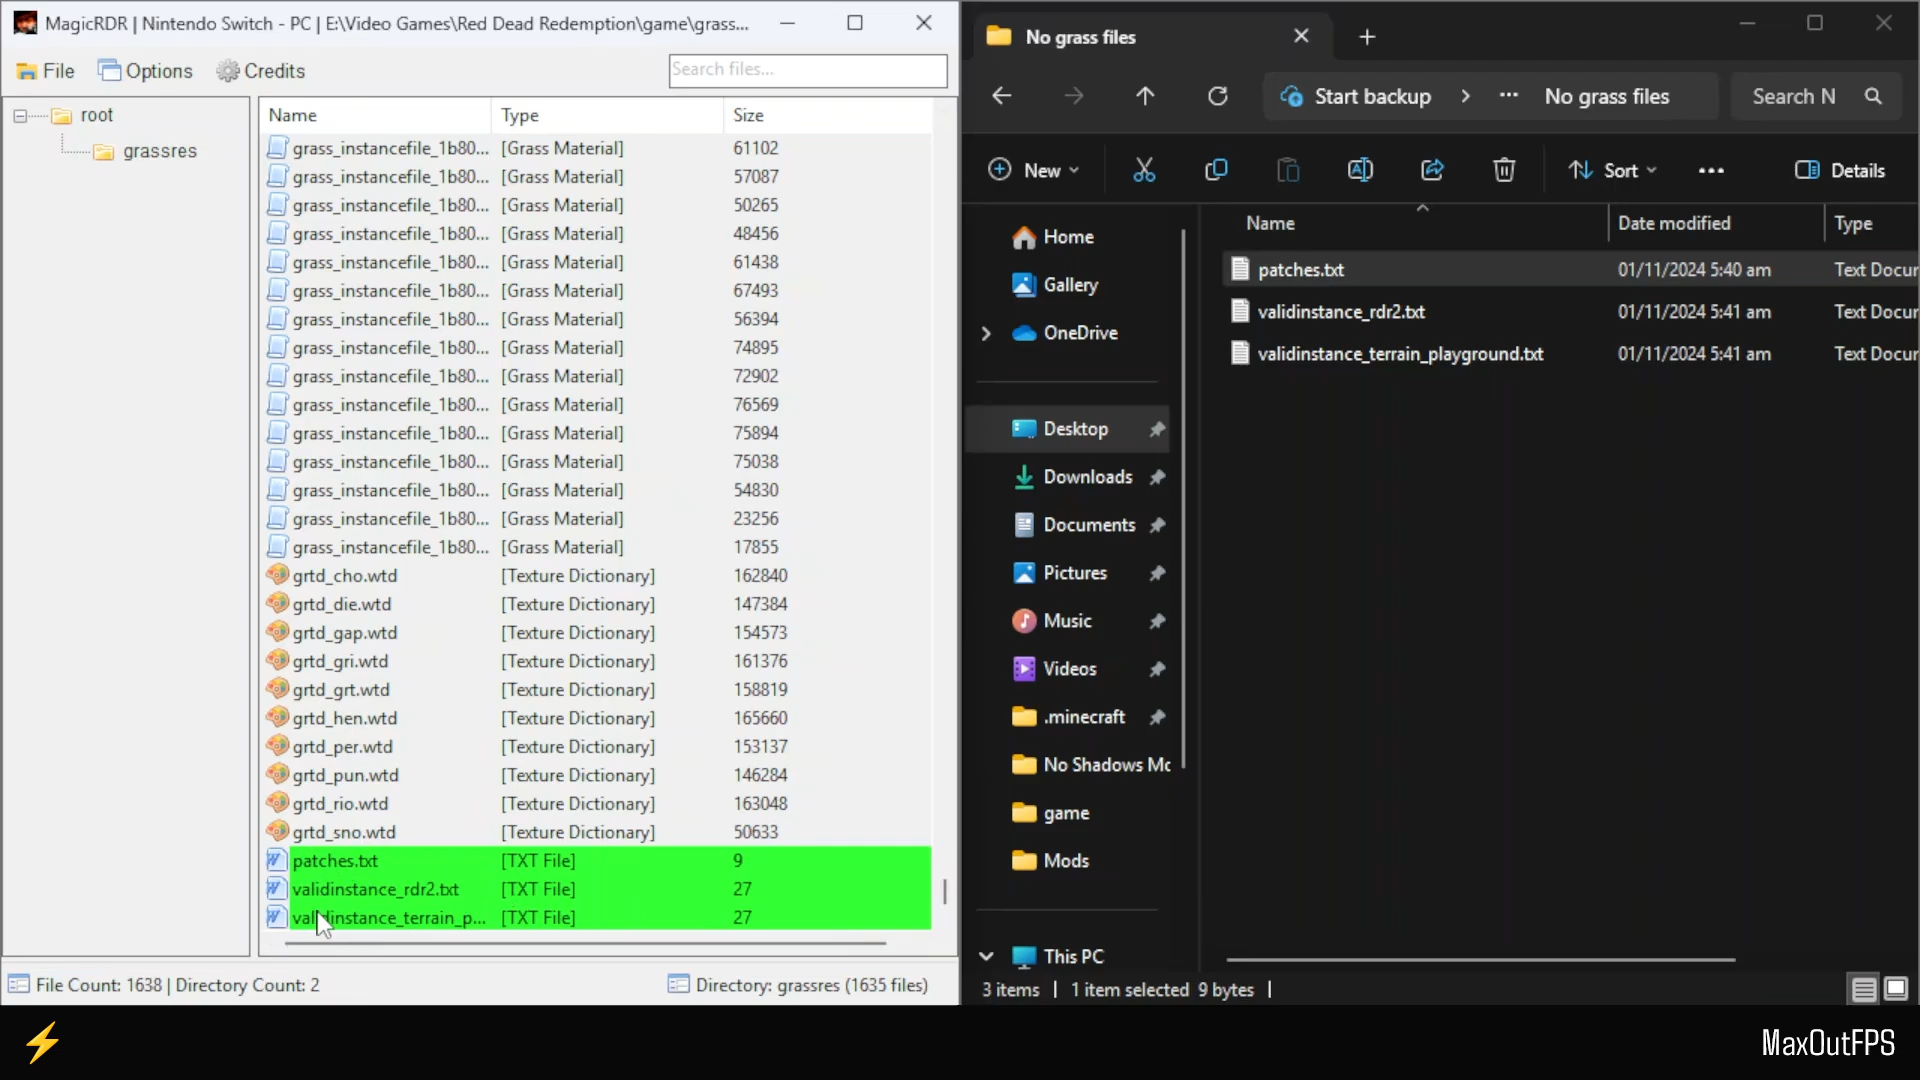 MagicRDR | Nintendo Switch - PC | E:\Video Games\Red Dead Redemption\game\grass...
File Options Credits
Search files...
root
grassres
Name Type Size
grass_instancefile_1b80... [Grass Material] 61102
grass_instancefile_1b80... [Grass Material] 57087
grass_instancefile_1b80... [Grass Material] 50265
grass_instancefile_1b80... [Grass Material] 48456
grass_instancefile_1b80... [Grass Material] 61438
grass_instancefile_1b80... [Grass Material] 67493
grass_instancefile_1b80... [Grass Material] 56394
grass_instancefile_1b80... [Grass Material] 74895
grass_instancefile_1b80... [Grass Material] 72902
grass_instancefile_1b80... [Grass Material] 76569
grass_instancefile_1b80... [Grass Material] 75894
grass_instancefile_1b80... [Grass Material] 75038
grass_instancefile_1b80... [Grass Material] 54830
grass_instancefile_1b80... [Grass Material] 23256
grass_instancefile_1b80... [Grass Material] 17855
grtd_cho.wtd [Texture Dictionary] 162840
grtd_die.wtd [Texture Dictionary] 147384
grtd_gap.wtd [Texture Dictionary] 154573
grtd_gri.wtd [Texture Dictionary] 161376
grtd_grt.wtd [Texture Dictionary] 158819
grtd_hen.wtd [Texture Dictionary] 165660
grtd_per.wtd [Texture Dictionary] 153137
grtd_pun.wtd [Texture Dictionary] 146284
grtd_rio.wtd [Texture Dictionary] 163048
grtd_sno.wtd [Texture Dictionary] 50633
patches.txt [TXT File] 9
validinstance_rdr2.txt [TXT File] 27
validinstance_terrain_p... [TXT File] 27
File Count: 1638 | Directory Count: 2
Directory: grassres (1635 files)
No grass files
Start backup > ... No grass files
Search N
New Sort ... Details
Home
Gallery
OneDrive
Desktop
Downloads
Documents
Pictures
Music
Videos
.minecraft
No Shadows Mc
game
Mods
This PC
Name Date modified Type
patches.txt 01/11/2024 5:40 am Text Docur
validinstance_rdr2.txt 01/11/2024 5:41 am Text Docur
validinstance_terrain_playground.txt 01/11/2024 5:41 am Text Docur
3 items | 1 item selected 9 bytes |
MaxOutFPS